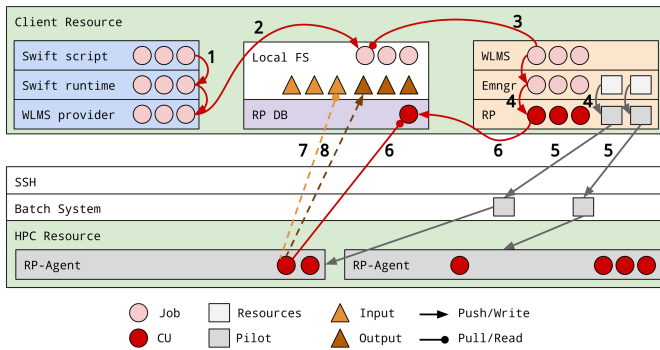 Client Resource
2
3
Swift script
1
Local FS
WLMS
Swift runtime
Emngr
WLMS provider
RP DB
RP
4
4
7
8
6
6
5
5
SSH
Batch System
HPC Resource
RP-Agent
RP-Agent
Job
Resources
Input
Push/Write
CU
Pilot
Output
Pull/Read